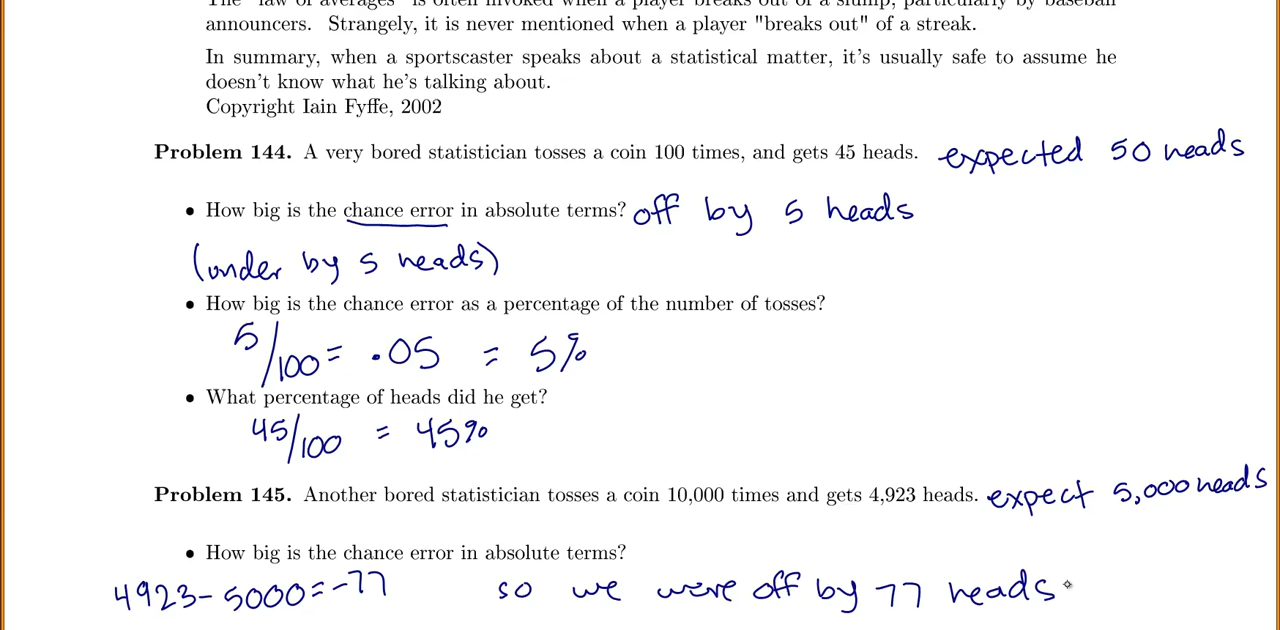 The "law of averages" is often invoked when a player breaks out of a slump, particularly by baseball
announcers. Strangely, it is never mentioned when a player "breaks out" of a streak.
In summary, when a sportscaster speaks about a statistical matter, it's usually safe to assume he
doesn't know what he's talking about.
Copyright Iain Fyffe, 2002
Problem 144. A very bored statistician tosses a coin 100 times, and gets 45 heads. expected 50 heads
• How big is the chance error in absolute terms? off by 5 heads
(under by 5 heads)
• How big is the chance error as a percentage of the number of tosses?
5/100 = .05 = 5%
• What percentage of heads did he get?
45/100 = 45%
Problem 145. Another bored statistician tosses a coin 10,000 times and gets 4,923 heads. expect 5,000 heads
• How big is the chance error in absolute terms?
4923-5000=-77 so we were off by 77 heads